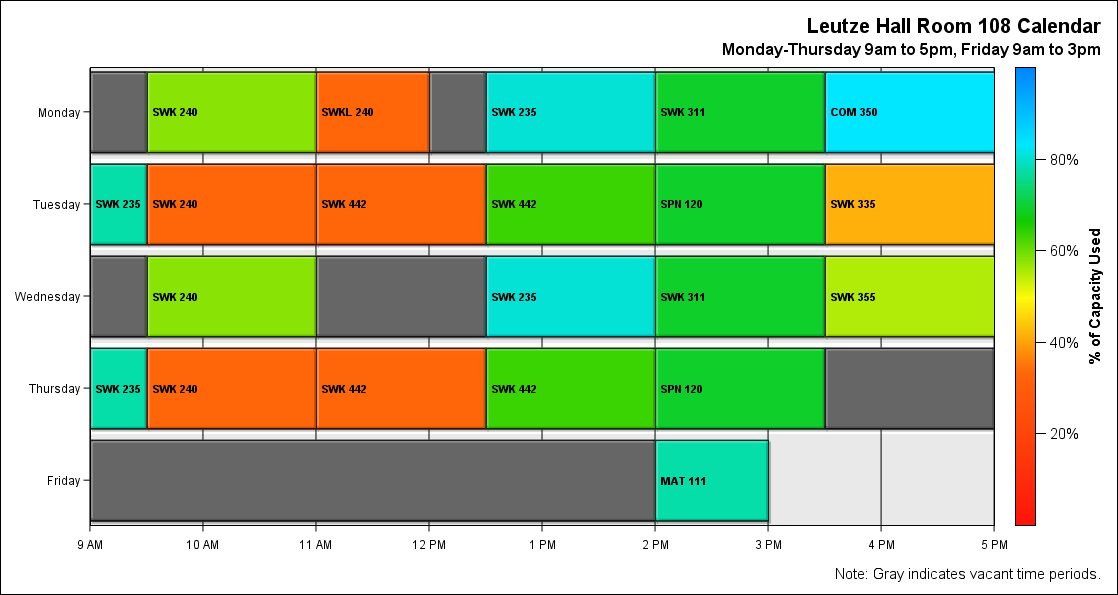 Leutze Hall Room 108 Calendar
Monday-Thursday 9am to 5pm, Friday 9am to 3pm
Monday
SWK 240
SWKL 240
SWK 235
SWK 311
COM 350
Tuesday
SWK 235
SWK 240
SWK 442
SWK 442
SPN 120
SWK 335
Wednesday
SWK 240
SWK 235
SWK 311
SWK 355
Thursday
SWK 235
SWK 240
SWK 442
SWK 442
SPN 120
Friday
MAT 111
9 AM
10 AM
11 AM
12 PM
1 PM
2 PM
3 PM
4 PM
5 PM
80%
60%
40%
20%
% of Capacity Used
Note: Gray indicates vacant time periods.